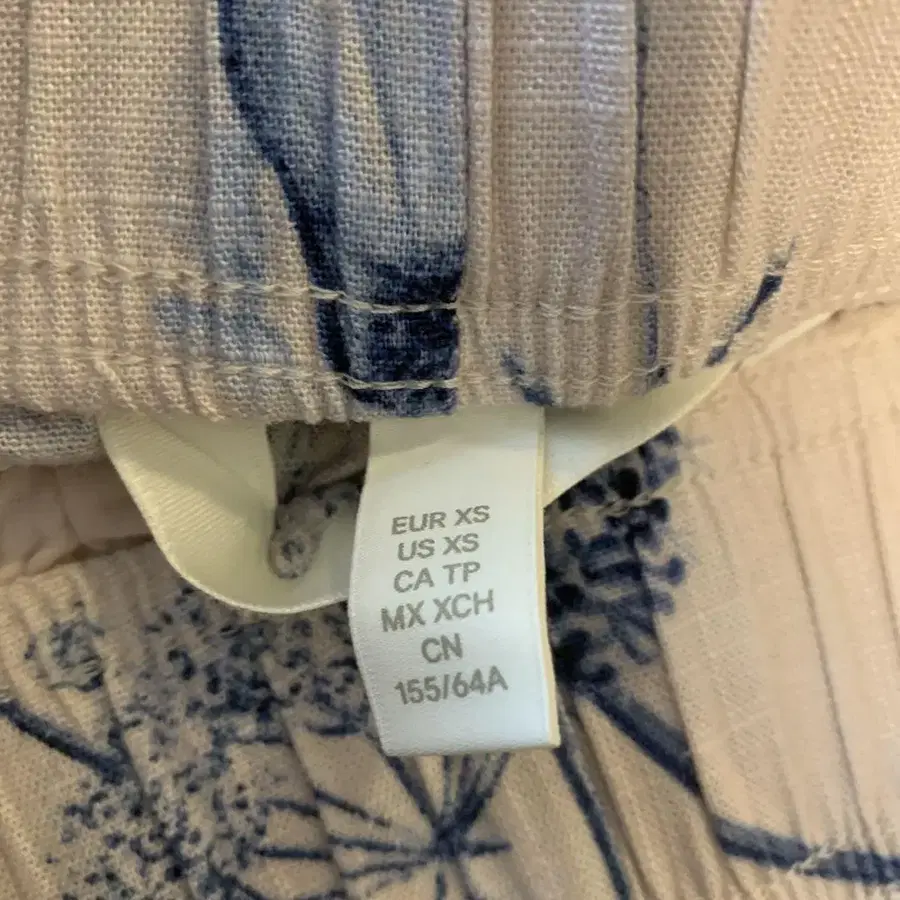 EUR XS
US XS
CA TP
MX XCH
CN
155/64A